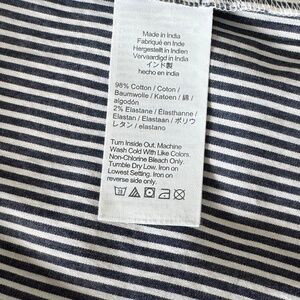 Made in India
Fabriqué en Inde
Hergestellt in Indien
Vervaardigd in India
インド製
hecho en india
98% Cotton / Coton /
Baumwolle / Katoen / 綿 /
algodón
2% Elastane / Élasthanne /
Elastan / Elastaan / ポリウ
レタン / elastano
Turn Inside Out. Machine
Wash Cold With Like Colors.
Non-Chlorine Bleach Only.
Tumble Dry Low. Iron on
Lowest Setting. Iron on
reverse side only.